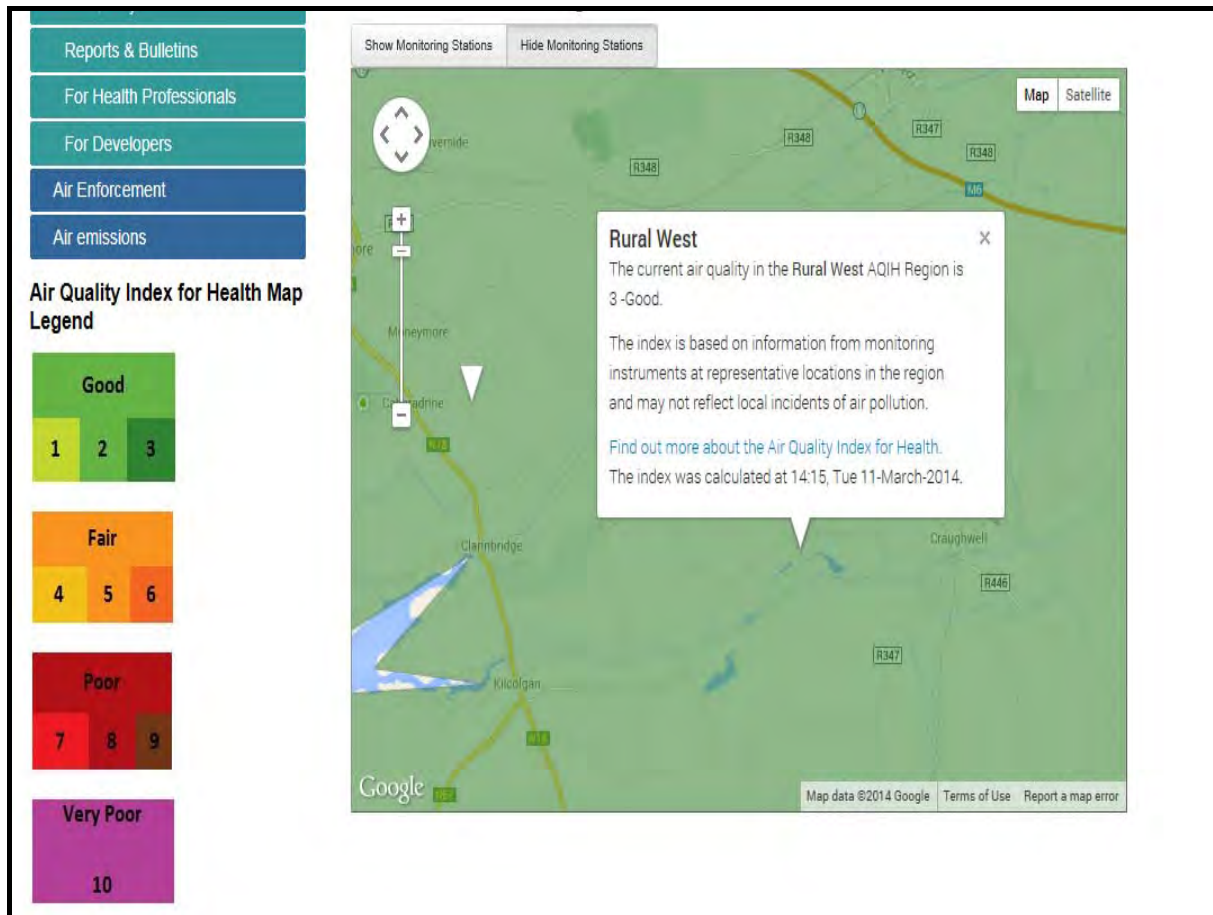 Reports & Bulletins
For Health Professionals
For Developers
Air Enforcement
Air emissions
Air Quality Index for Health Map
Legend
Good
1 2 3
Fair
4 5 6
Poor
7 8 9
Very Poor
10
Show Monitoring Stations
Hide Monitoring Stations
Map
Satellite
R348
R347
R348
R348
M6
Rural West
The current air quality in the Rural West AQIH Region is
3 -Good.
The index is based on information from monitoring
instruments at representative locations in the region
and may not reflect local incidents of air pollution.
Find out more about the Air Quality Index for Health.
The index was calculated at 14:15, Tue 11-March-2014.
Moneymore
N18
Clarinbridge
Craughwell
R446
R347
Kilcolgan
N18
Google
N67
Map data ©2014 Google
Terms of Use
Report a map error